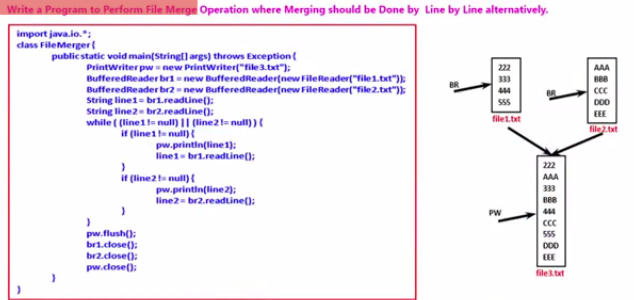 Write a Program to Perform File Merge Operation where Merging should be Done by Line by Line alternatively.
import java.io.*;
class FileMerger {
public static void main(String[] args) throws Exception {
PrintWriter pw = new PrintWriter("file3.txt");
BufferedReader br1 = new BufferedReader(new FileReader("file1.txt"));
BufferedReader br2 = new BufferedReader(new FileReader("file2.txt"));
String line1 = br1.readLine();
String line2 = br2.readLine();
while ( (line1 != null) || (line2 != null) ) {
if (line1 != null) {
pw.println(line1);
line1 = br1.readLine();
}
if (line2 != null) {
pw.println(line2);
line2 = br2.readLine();
}
}
pw.flush();
br1.close();
br2.close();
pw.close();
}
}
BR
222
333
444
555
file1.txt
BR
AAA
BBB
CCC
DDD
EEE
file2.txt
PW
222
AAA
333
BBB
444
CCC
555
DDD
EEE
file3.txt